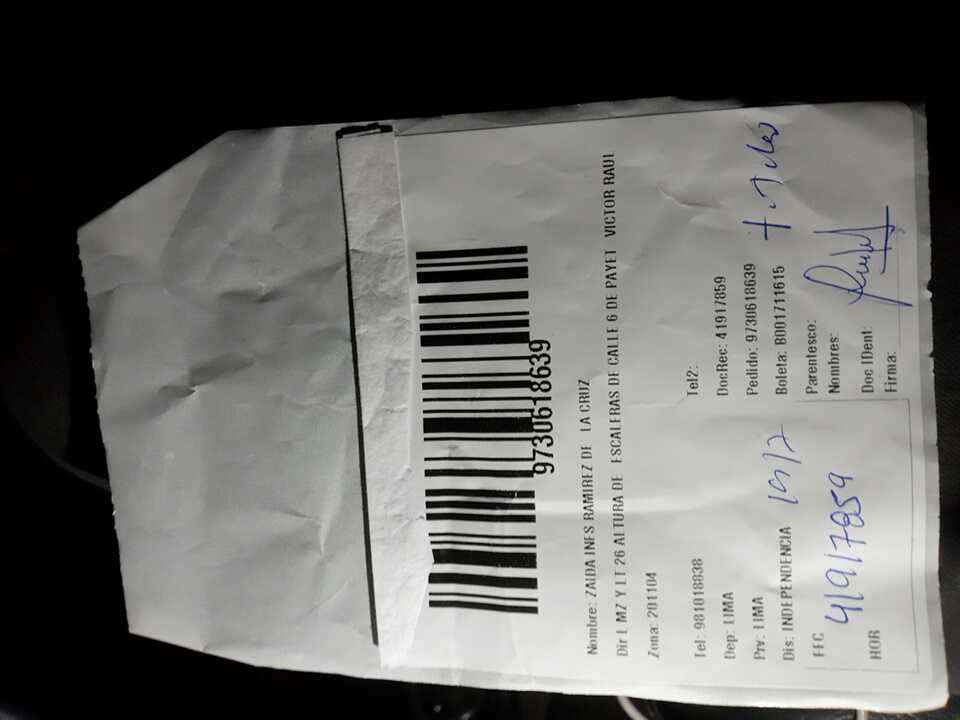 9730618639
Nombre: ZAIDA INES RAMIREZ DE LA CRUZ
Dir L MZ Y LT 26 ALTURA DE ESCALERAS DE CALLE 6 DE PAYET VICTOR RAUL
Zona: 201104
Tel: 981018838 Tel2:
Dep: LIMA DocRec: 41917859
Prv: LIMA Pedido: 9730618639
Dis: INDEPENDENCIA Boleta: B001711615
FEC 41917859
HOR
Parentesco:
Nombres:
Doc IDent:
Firma: